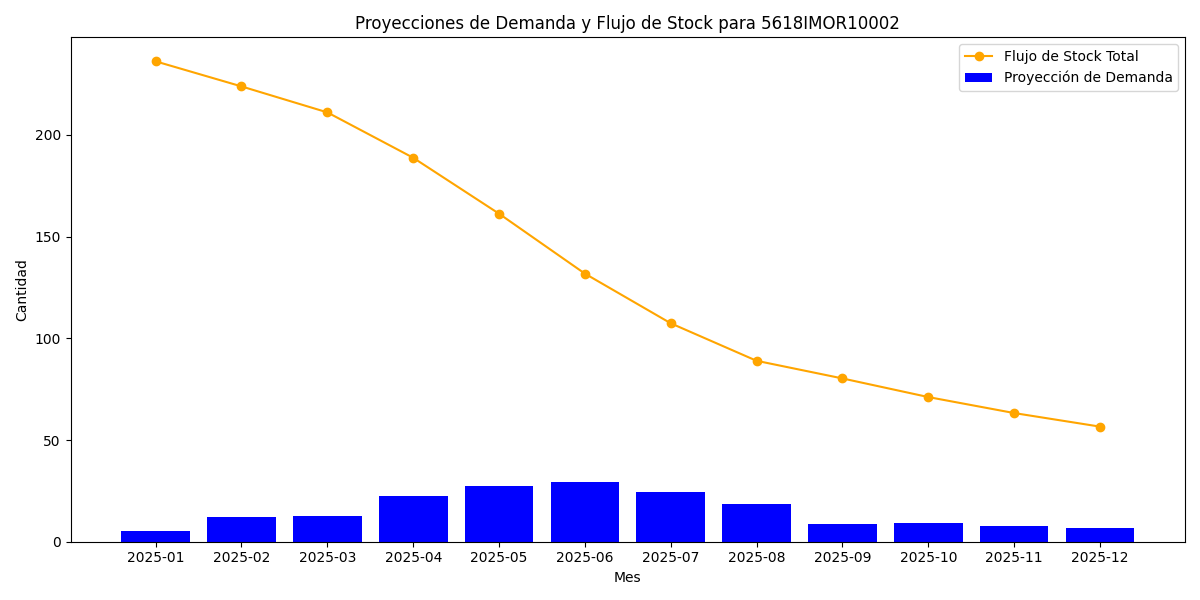 Proyecciones de Demanda y Flujo de Stock para 5618IMOR10002
Flujo de Stock Total
Proyección de Demanda
Cantidad
200
150
100
50
0
2025-01 2025-02 2025-03 2025-04 2025-05 2025-06 2025-07 2025-08 2025-09 2025-10 2025-11 2025-12
Mes